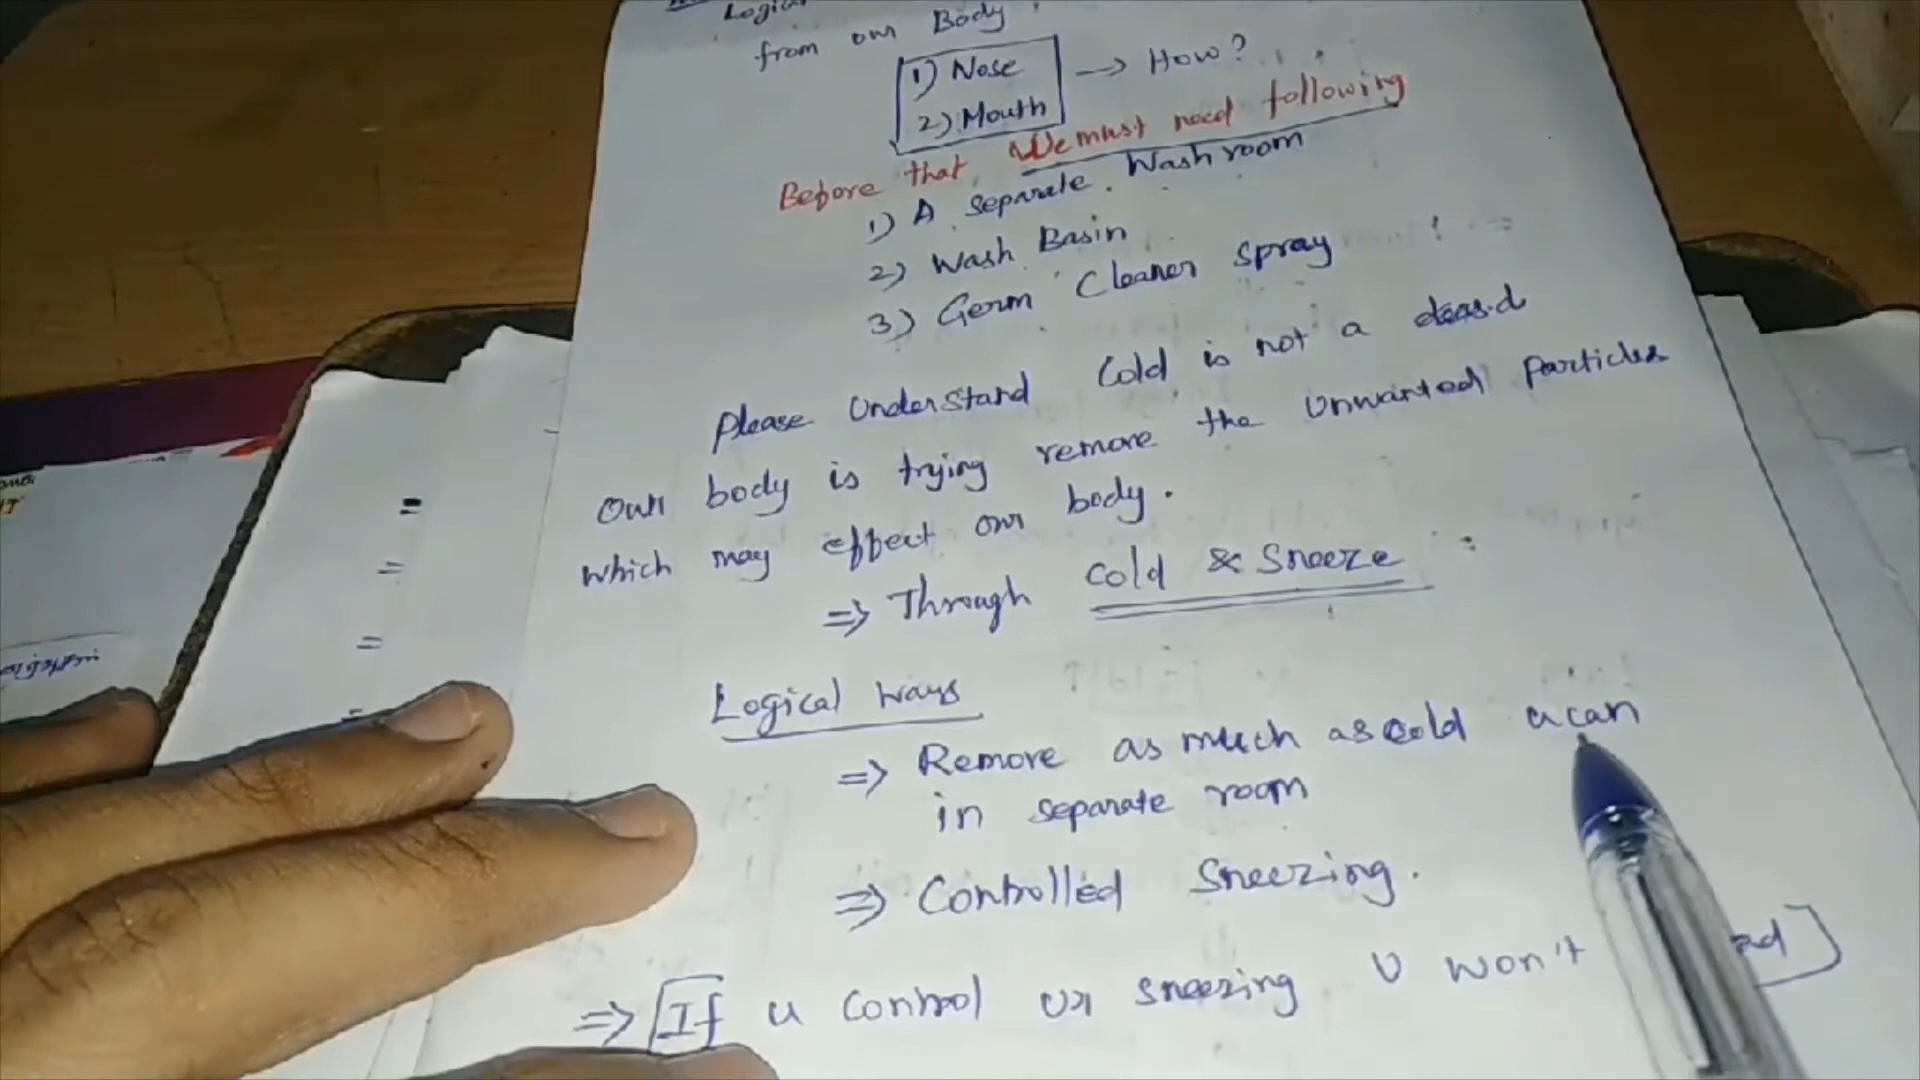 from our Body
1) Nose → How?
2) Mouth
Before that We must need following
1) A separate Wash room
2) Wash Basin
3) Germ Cleaner spray
Please Understand Cold is not a
our body is trying remove the Unwanted Particles
which may effect our body.
⇒ Through Cold & Sneeze
Logical Ways
⇒ Remove as much as cold u can
in separate room
⇒ Controlled Sneezing.
⇒ [If u control ur sneezing U won't